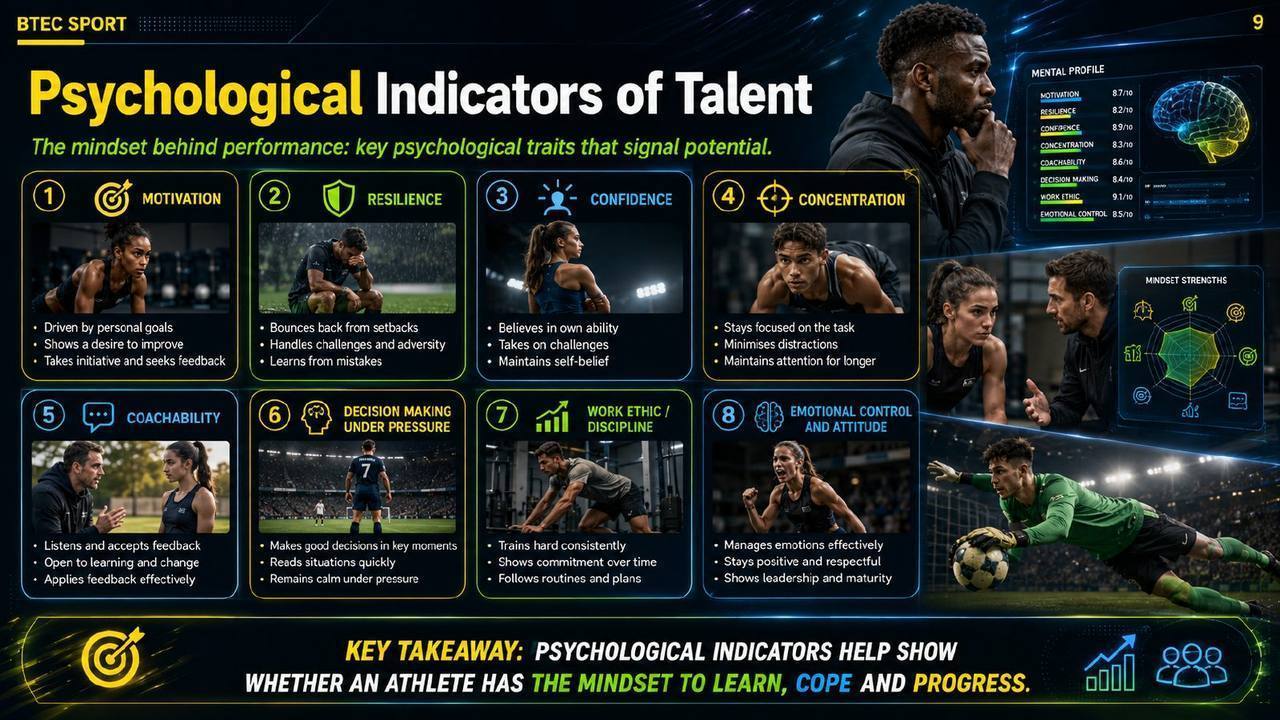 BTEC SPORT
9
Psychological Indicators of Talent
The mindset behind performance: key psychological traits that signal potential.
1
MOTIVATION
• Driven by personal goals
• Shows a desire to improve
• Takes initiative and seeks feedback
2
RESILIENCE
• Bounces back from setbacks
• Handles challenges and adversity
• Learns from mistakes
3
CONFIDENCE
• Believes in own ability
• Takes on challenges
• Maintains self-belief
4
CONCENTRATION
• Stays focused on the task
• Minimises distractions
• Maintains attention for longer
5
COACHABILITY
• Listens and accepts feedback
• Open to learning and change
• Applies feedback effectively
6
DECISION MAKING
UNDER PRESSURE
7
• Makes good decisions in key moments
• Reads situations quickly
• Remains calm under pressure
7
WORK ETHIC /
DISCIPLINE
• Trains hard consistently
• Shows commitment over time
• Follows routines and plans
8
EMOTIONAL CONTROL
AND ATTITUDE
• Manages emotions effectively
• Stays positive and respectful
• Shows leadership and maturity
MENTAL PROFILE
MOTIVATION 8.7/10
RESILIENCE 8.2/10
CONFIDENCE 8.9/10
CONCENTRATION 8.3/10
COACHABILITY 8.6/10
DECISION MAKING 8.4/10
WORK ETHIC 9.1/10
EMOTIONAL CONTROL 8.5/10
MINDSET STRENGTHS
KEY TAKEAWAY: PSYCHOLOGICAL INDICATORS HELP SHOW
WHETHER AN ATHLETE HAS THE MINDSET TO LEARN, COPE AND PROGRESS.